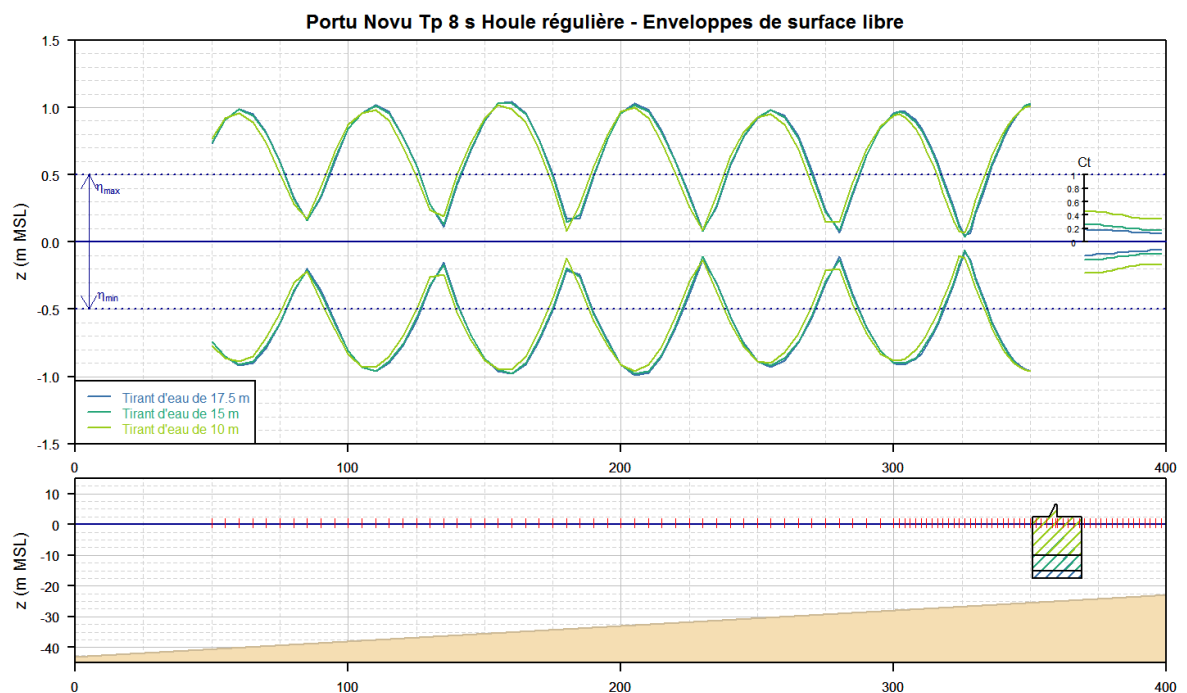 Portu Novu Tp 8 s Houle régulière - Enveloppes de surface libre
1.5
1.0
0.5
0.0
-0.5
-1.0
-1.5
z (m MSL)
ηmax
ηmin
Ct
1
0.8
0.6
0.4
0.2
0
Tirant d'eau de 17.5 m
Tirant d'eau de 15 m
Tirant d'eau de 10 m
0 100 200 300 400
10
0
-10
-20
-30
-40
z (m MSL)
0 100 200 300 400